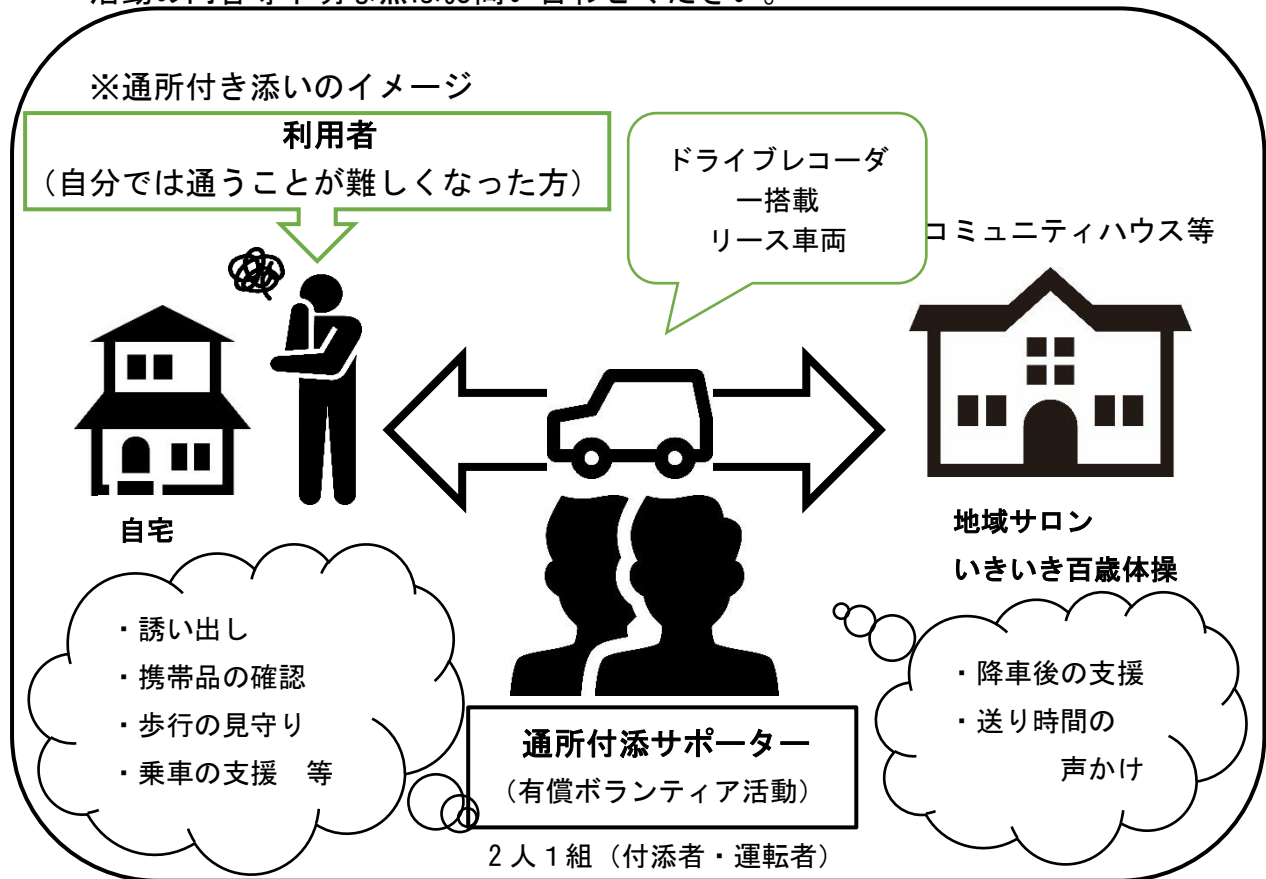 ※通所付き添いのイメージ
利用者
（自分では通うことが難しくなった方）
ドライブレコーダ
ー搭載
リース車両
コミュニティハウス等
自宅
地域サロン
いきいき百歳体操
・誘い出し
・携帯品の確認
・歩行の見守り
・乗車の支援　等
・降車後の支援
・送り時間の
声かけ
通所付添サポーター
（有償ボランティア活動）
2人1組（付添者・運転者）